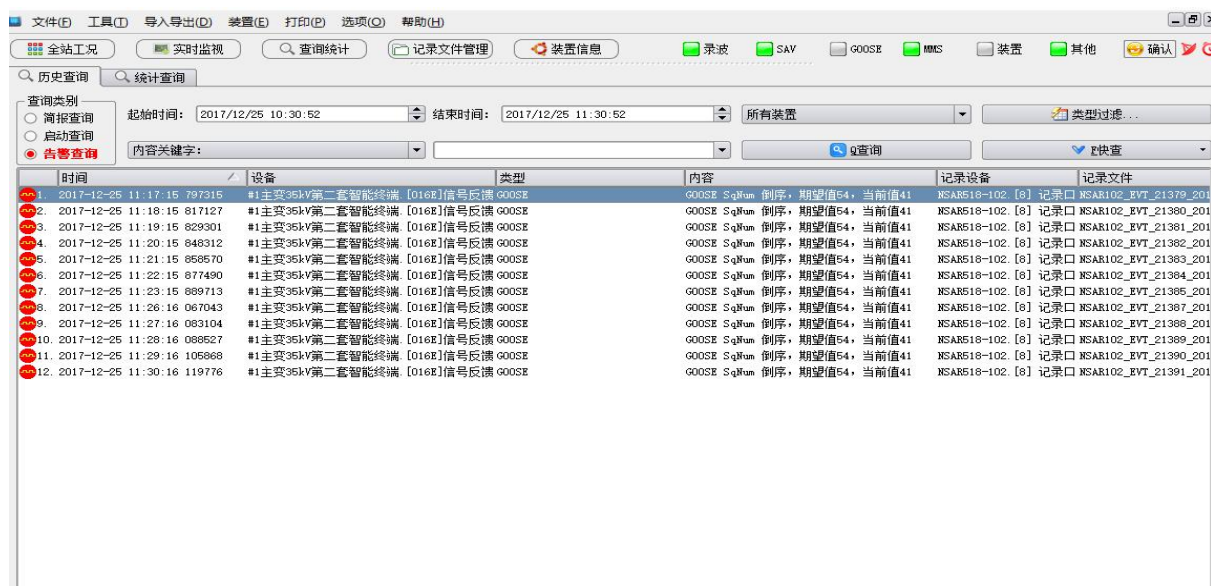 文件(F) 工具(T) 导入导出(D) 装置(E) 打印(P) 选项(O) 帮助(H)
全站工况 实时监视 查询统计 记录文件管理 装置信息 录波 SAV GOOSE MMS 装置 其他 确认
历史查询 统计查询
查询类别
简报查询 起始时间: 2017/12/25 10:30:52 结束时间: 2017/12/25 11:30:52 所有装置 类型过滤...
启动查询
告警查询 内容关键字: Q查询 F快查
时间 设备 类型 内容 记录设备 记录文件
1. 2017-12-25 11:17:15 797315 #1主变35kV第二套智能终端.[016E]信号反馈 GOOSE GOOSE SqNum 倒序,期望值54,当前值41 NSAR518-102.[8] 记录口 NSAR102_EVT_21379_201
2. 2017-12-25 11:18:15 817127 #1主变35kV第二套智能终端.[016E]信号反馈 GOOSE GOOSE SqNum 倒序,期望值54,当前值41 NSAR518-102.[8] 记录口 NSAR102_EVT_21380_201
3. 2017-12-25 11:19:15 829301 #1主变35kV第二套智能终端.[016E]信号反馈 GOOSE GOOSE SqNum 倒序,期望值54,当前值41 NSAR518-102.[8] 记录口 NSAR102_EVT_21381_201
4. 2017-12-25 11:20:15 848312 #1主变35kV第二套智能终端.[016E]信号反馈 GOOSE GOOSE SqNum 倒序,期望值54,当前值41 NSAR518-102.[8] 记录口 NSAR102_EVT_21382_201
5. 2017-12-25 11:21:15 858570 #1主变35kV第二套智能终端.[016E]信号反馈 GOOSE GOOSE SqNum 倒序,期望值54,当前值41 NSAR518-102.[8] 记录口 NSAR102_EVT_21383_201
6. 2017-12-25 11:22:15 877490 #1主变35kV第二套智能终端.[016E]信号反馈 GOOSE GOOSE SqNum 倒序,期望值54,当前值41 NSAR518-102.[8] 记录口 NSAR102_EVT_21384_201
7. 2017-12-25 11:23:15 889713 #1主变35kV第二套智能终端.[016E]信号反馈 GOOSE GOOSE SqNum 倒序,期望值54,当前值41 NSAR518-102.[8] 记录口 NSAR102_EVT_21385_201
8. 2017-12-25 11:26:16 067043 #1主变35kV第二套智能终端.[016E]信号反馈 GOOSE GOOSE SqNum 倒序,期望值54,当前值41 NSAR518-102.[8] 记录口 NSAR102_EVT_21387_201
9. 2017-12-25 11:27:16 083104 #1主变35kV第二套智能终端.[016E]信号反馈 GOOSE GOOSE SqNum 倒序,期望值54,当前值41 NSAR518-102.[8] 记录口 NSAR102_EVT_21388_201
10. 2017-12-25 11:28:16 088527 #1主变35kV第二套智能终端.[016E]信号反馈 GOOSE GOOSE SqNum 倒序,期望值54,当前值41 NSAR518-102.[8] 记录口 NSAR102_EVT_21389_201
11. 2017-12-25 11:29:16 105868 #1主变35kV第二套智能终端.[016E]信号反馈 GOOSE GOOSE SqNum 倒序,期望值54,当前值41 NSAR518-102.[8] 记录口 NSAR102_EVT_21390_201
12. 2017-12-25 11:30:16 119776 #1主变35kV第二套智能终端.[016E]信号反馈 GOOSE GOOSE SqNum 倒序,期望值54,当前值41 NSAR518-102.[8] 记录口 NSAR102_EVT_21391_201